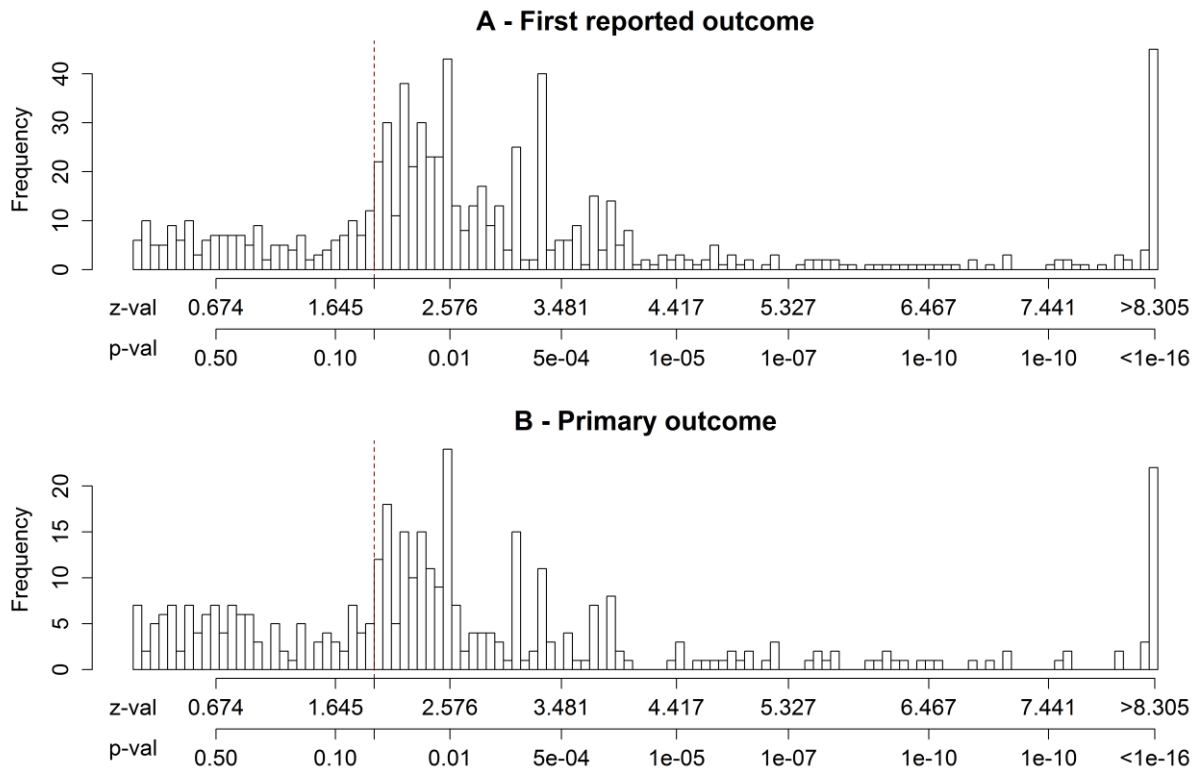 A - First reported outcome
Frequency
0 10 20 30 40
z-val 0.674 1.645 2.576 3.481 4.417 5.327 6.467 7.441 >8.305
p-val 0.50 0.10 0.01 5e-04 1e-05 1e-07 1e-10 1e-10 <1e-16
B - Primary outcome
Frequency
0 5 10 15 20
z-val 0.674 1.645 2.576 3.481 4.417 5.327 6.467 7.441 >8.305
p-val 0.50 0.10 0.01 5e-04 1e-05 1e-07 1e-10 1e-10 <1e-16